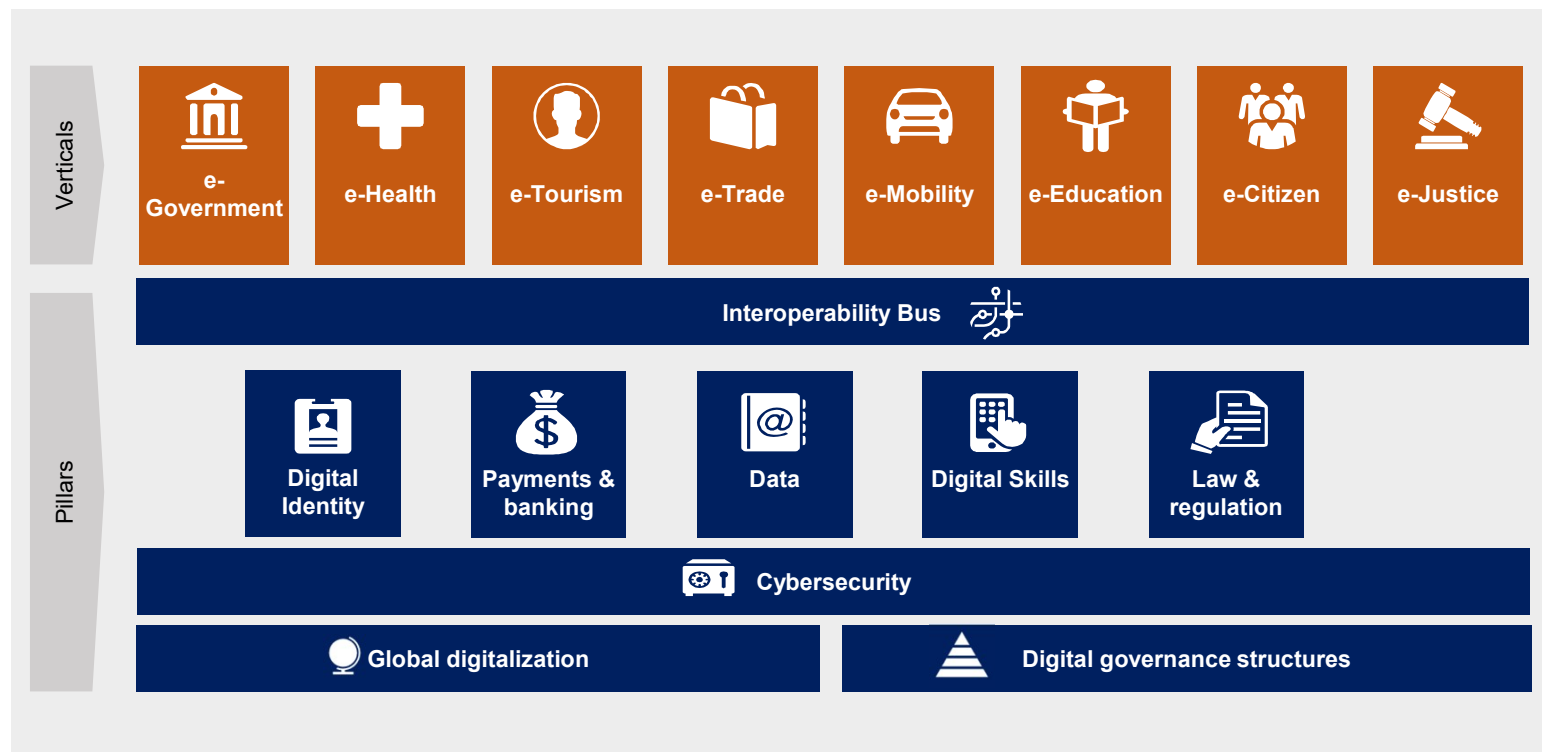 Verticals
e-
Government
e-Health
e-Tourism
e-Trade
e-Mobility
e-Education
e-Citizen
e-Justice
Pillars
Interoperability Bus
Digital
Identity
$
Payments &
banking
@
Data
Digital Skills
Law &
regulation
Cybersecurity
Global digitalization
Digital governance structures